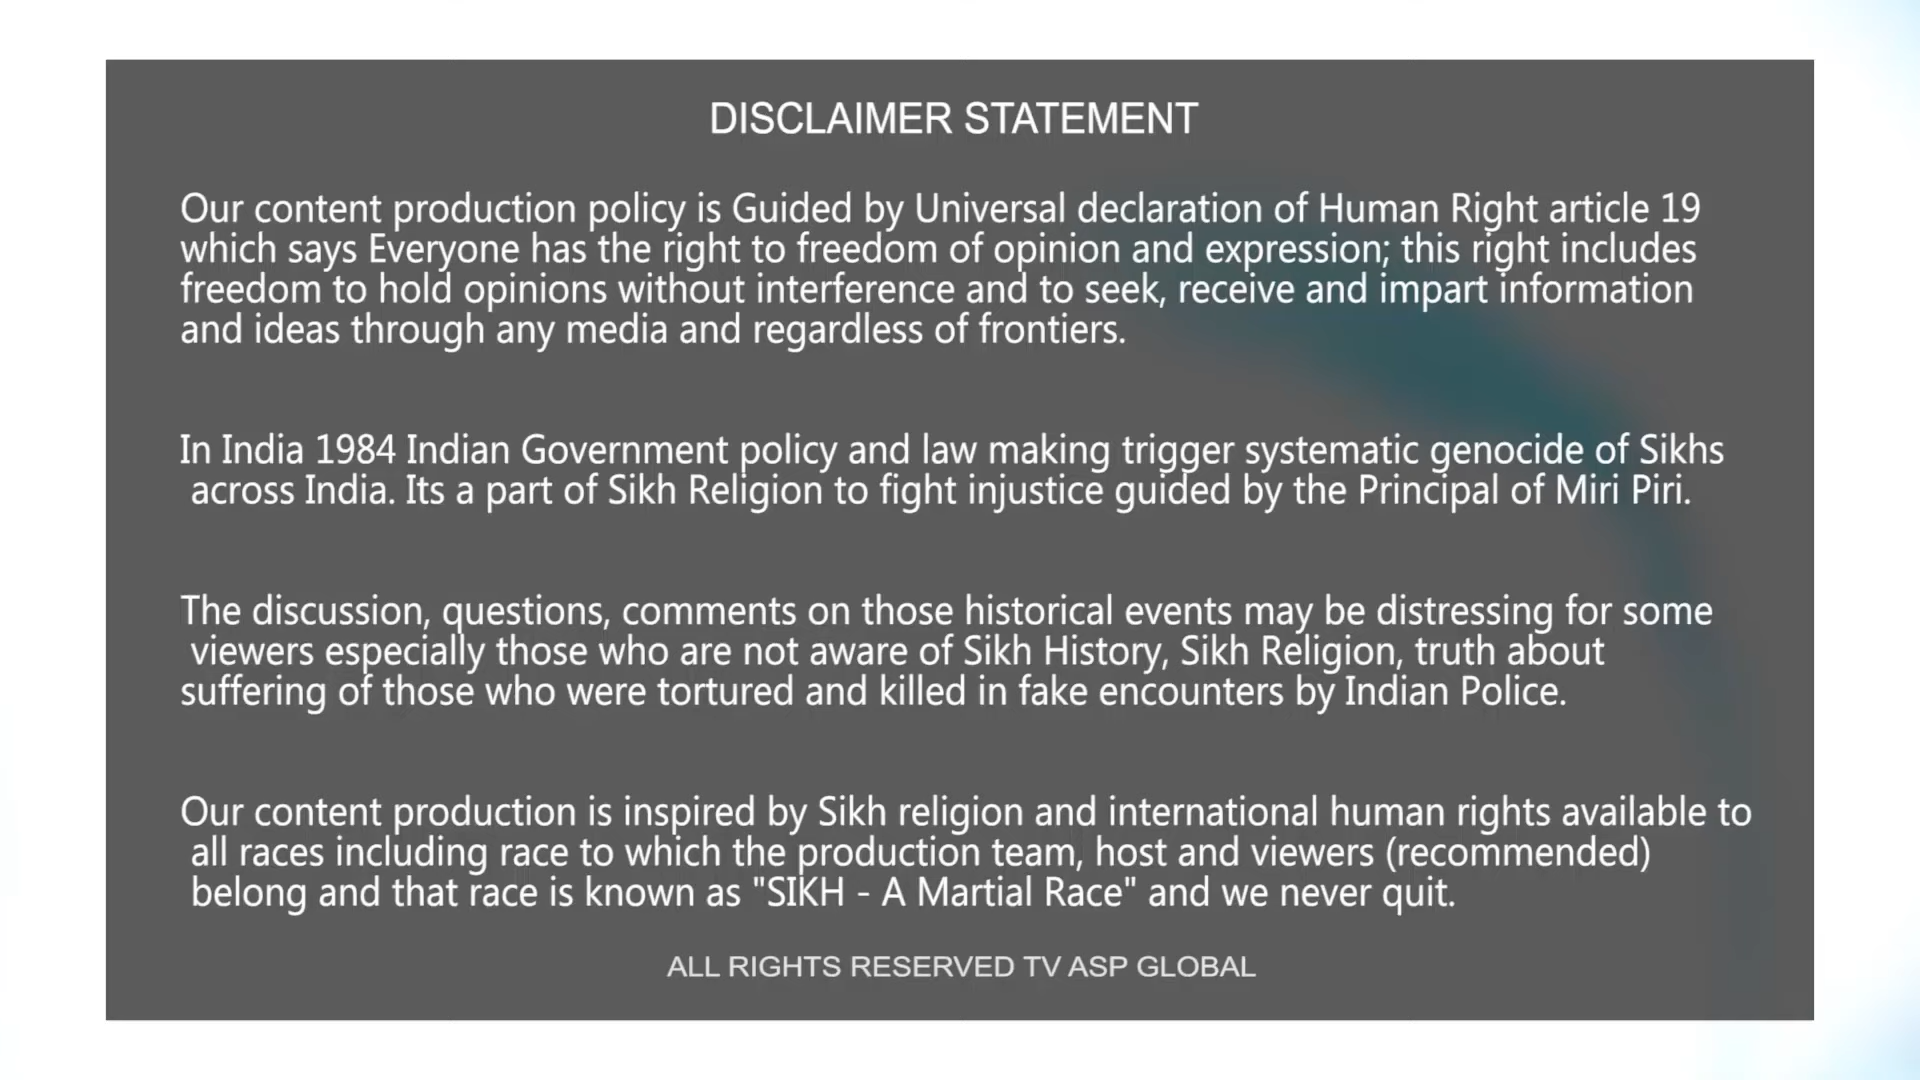 DISCLAIMER STATEMENT
Our content production policy is Guided by Universal declaration of Human Right article 19
which says Everyone has the right to freedom of opinion and expression; this right includes
freedom to hold opinions without interference and to seek, receive and impart information
and ideas through any media and regardless of frontiers.
In India 1984 Indian Government policy and law making trigger systematic genocide of Sikhs
across India. Its a part of Sikh Religion to fight injustice guided by the Principal of Miri Piri.
The discussion, questions, comments on those historical events may be distressing for some
viewers especially those who are not aware of Sikh History, Sikh Religion, truth about
suffering of those who were tortured and killed in fake encounters by Indian Police.
Our content production is inspired by Sikh religion and international human rights available to
all races including race to which the production team, host and viewers (recommended)
belong and that race is known as "SIKH - A Martial Race" and we never quit.
ALL RIGHTS RESERVED TV ASP GLOBAL